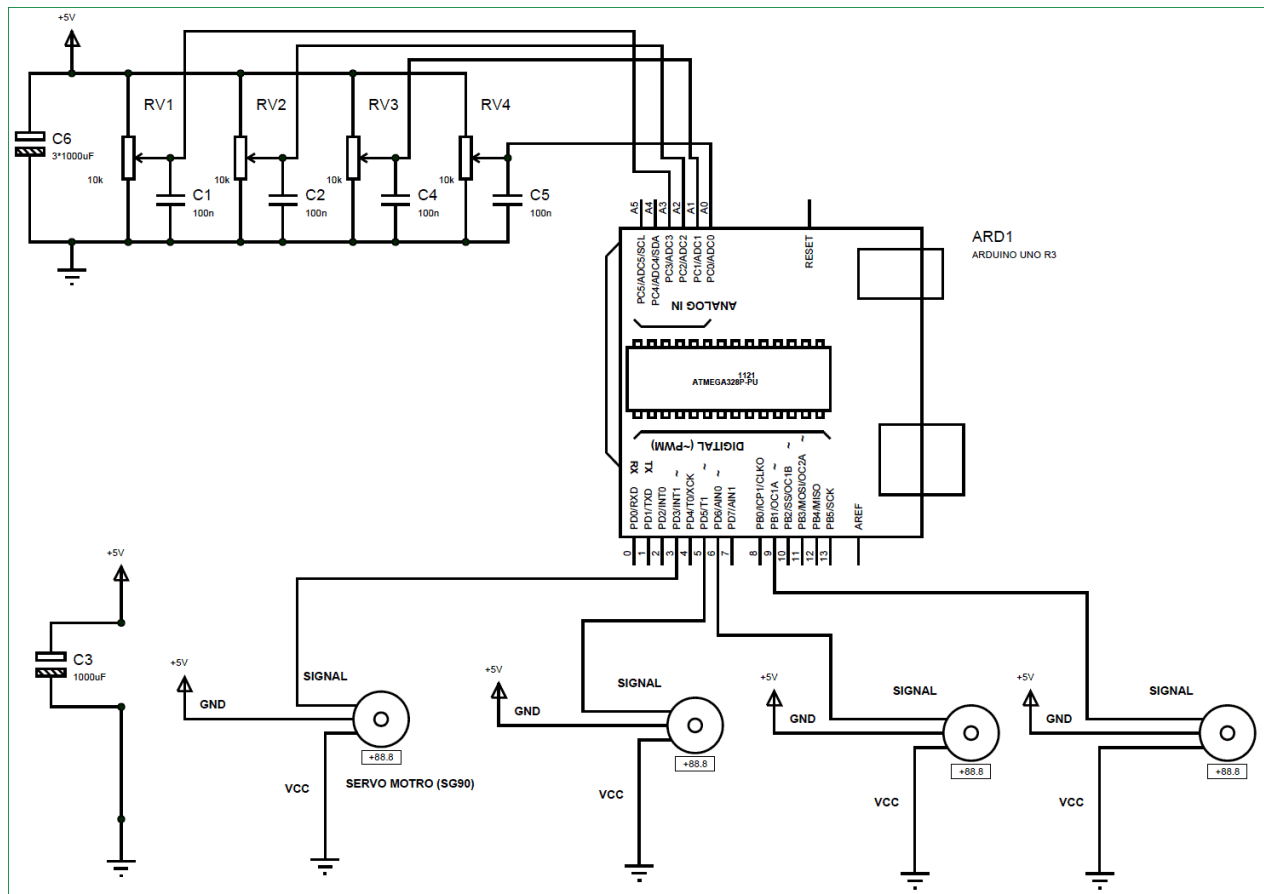 +5V
RV1
RV2
RV3
RV4
C6
3*1000uF
10k
10k
10k
10k
C1
100n
C2
100n
C4
100n
C5
100n
A5
A4
A3
A2
A1
A0
PC5/ADC5/SCL
PC4/ADC4/SDA
PC3/ADC3
PC2/ADC2
PC1/ADC1
PC0/ADC0
RESET
ARD1
ARDUINO UNO R3
ANALOG IN
1121
ATMEGA328P-PU
DIGITAL (~PWM)
RX
TX
~
~
~
~
~
~
PD0/RXD
PD1/TXD
PD2/INT0
PD3/INT1
PD4/T0/XCK
PD5/T1
PD6/AIN0
PD7/AIN1
PB0/ICP1/CLKO
PB1/OC1A
PB2/SS/OC1B
PB3/MOSI/OC2A
PB4/MISO
PB5/SCK
AREF
0
1
2
3
4
5
6
7
8
9
10
11
12
13
+5V
C3
1000uF
+5V
SIGNAL
GND
VCC
+88.8
SERVO MOTRO (SG90)
+5V
SIGNAL
GND
VCC
+88.8
+5V
SIGNAL
GND
VCC
+88.8
+5V
SIGNAL
GND
VCC
+88.8